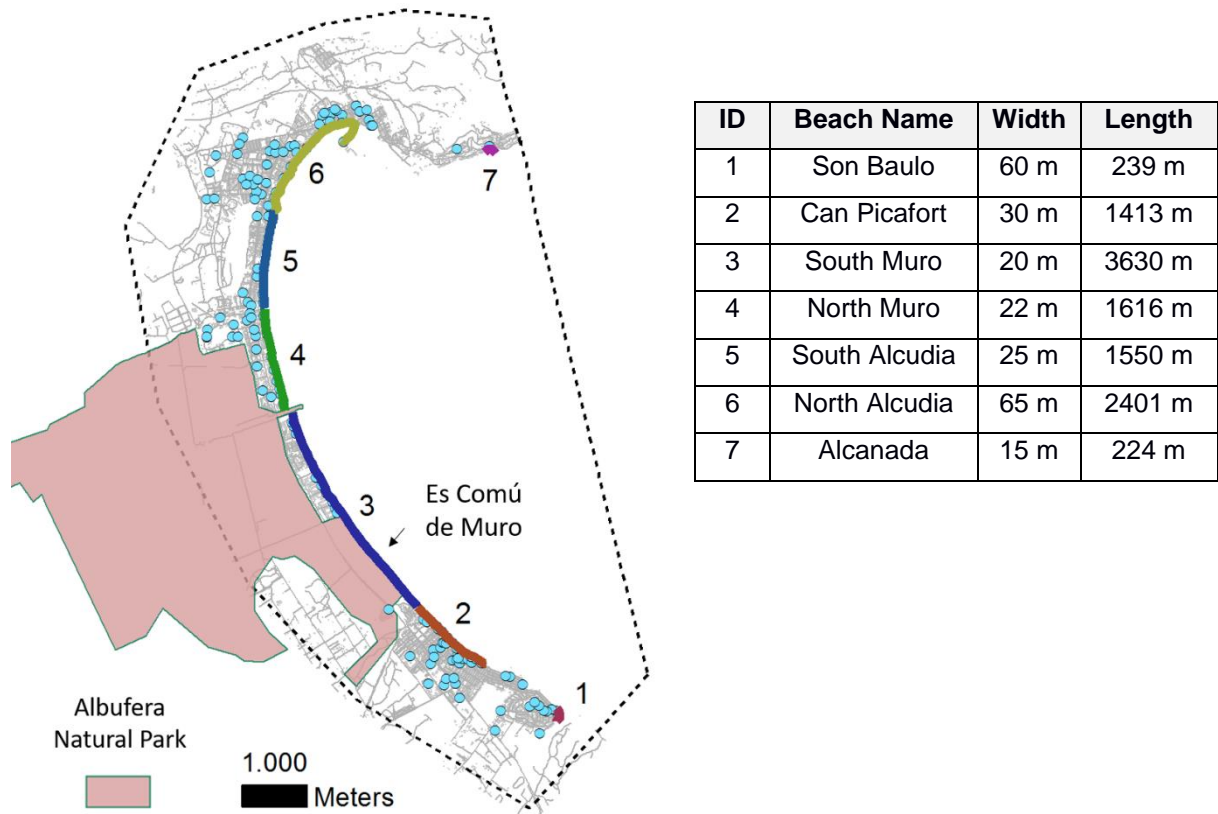 6
7
5
4
3
Es Comú
de Muro
2
1
Albufera
Natural Park
1.000
Meters
ID Beach Name Width Length
1 Son Baulo 60 m 239 m
2 Can Picafort 30 m 1413 m
3 South Muro 20 m 3630 m
4 North Muro 22 m 1616 m
5 South Alcudia 25 m 1550 m
6 North Alcudia 65 m 2401 m
7 Alcanada 15 m 224 m